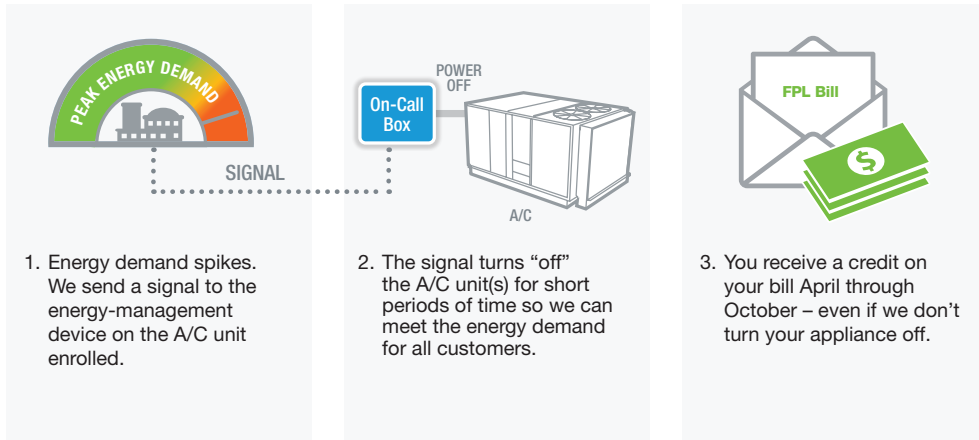 PEAK ENERGY DEMAND
SIGNAL
1. Energy demand spikes.
We send a signal to the
energy-management
device on the A/C unit
enrolled.
POWER
OFF
On-Call
Box
A/C
2. The signal turns “off”
the A/C unit(s) for short
periods of time so we can
meet the energy demand
for all customers.
FPL Bill
$
3. You receive a credit on
your bill April through
October – even if we don’t
turn your appliance off.